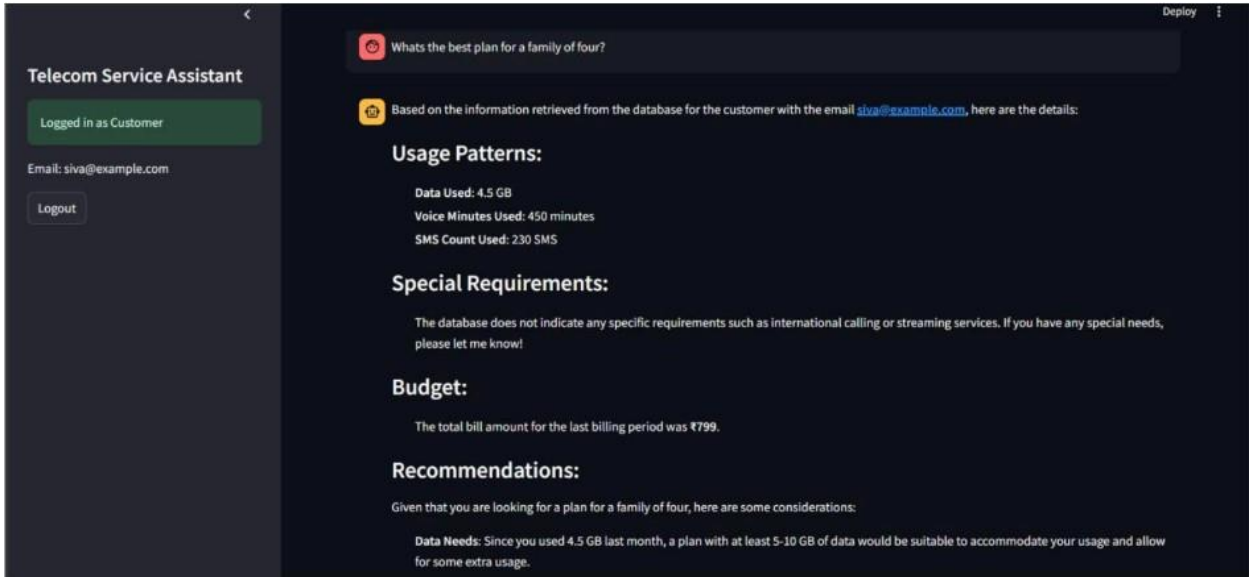 Deploy
Whats the best plan for a family of four?
Telecom Service Assistant
Logged in as Customer
Email: siva@example.com
Logout
Based on the information retrieved from the database for the customer with the email siva@example.com, here are the details:
Usage Patterns:
Data Used: 4.5 GB
Voice Minutes Used: 450 minutes
SMS Count Used: 230 SMS
Special Requirements:
The database does not indicate any specific requirements such as international calling or streaming services. If you have any special needs,
please let me know!
Budget:
The total bill amount for the last billing period was ₹799.
Recommendations:
Given that you are looking for a plan for a family of four, here are some considerations:
Data Needs: Since you used 4.5 GB last month, a plan with at least 5-10 GB of data would be suitable to accommodate your usage and allow
for some extra usage.